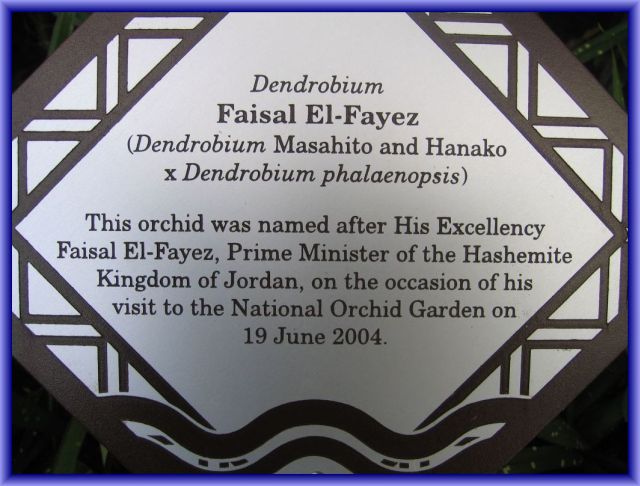 Dendrobium
Faisal El-Fayez
(Dendrobium Masahito and Hanako
x Dendrobium phalaenopsis)
This orchid was named after His Excellency
Faisal El-Fayez, Prime Minister of the Hashemite
Kingdom of Jordan, on the occasion of his
visit to the National Orchid Garden on
19 June 2004.